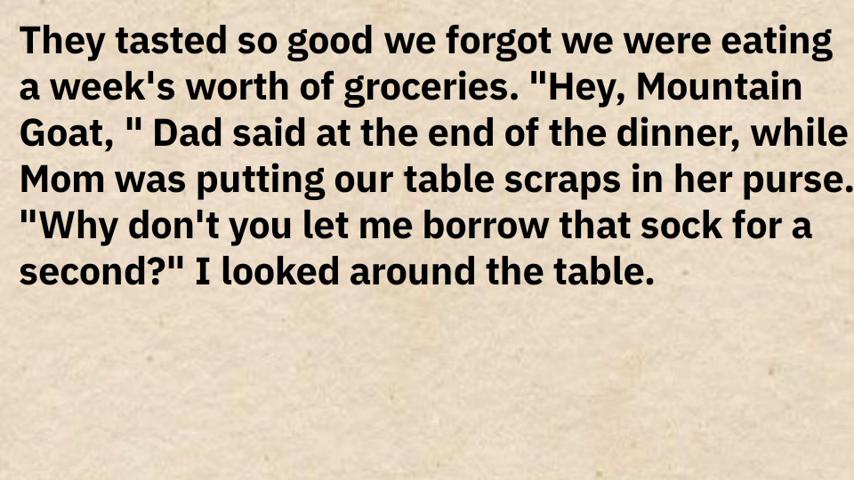 They tasted so good we forgot we were eating
a week's worth of groceries. "Hey, Mountain
Goat, " Dad said at the end of the dinner, while
Mom was putting our table scraps in her purse.
"Why don't you let me borrow that sock for a
second?" I looked around the table.